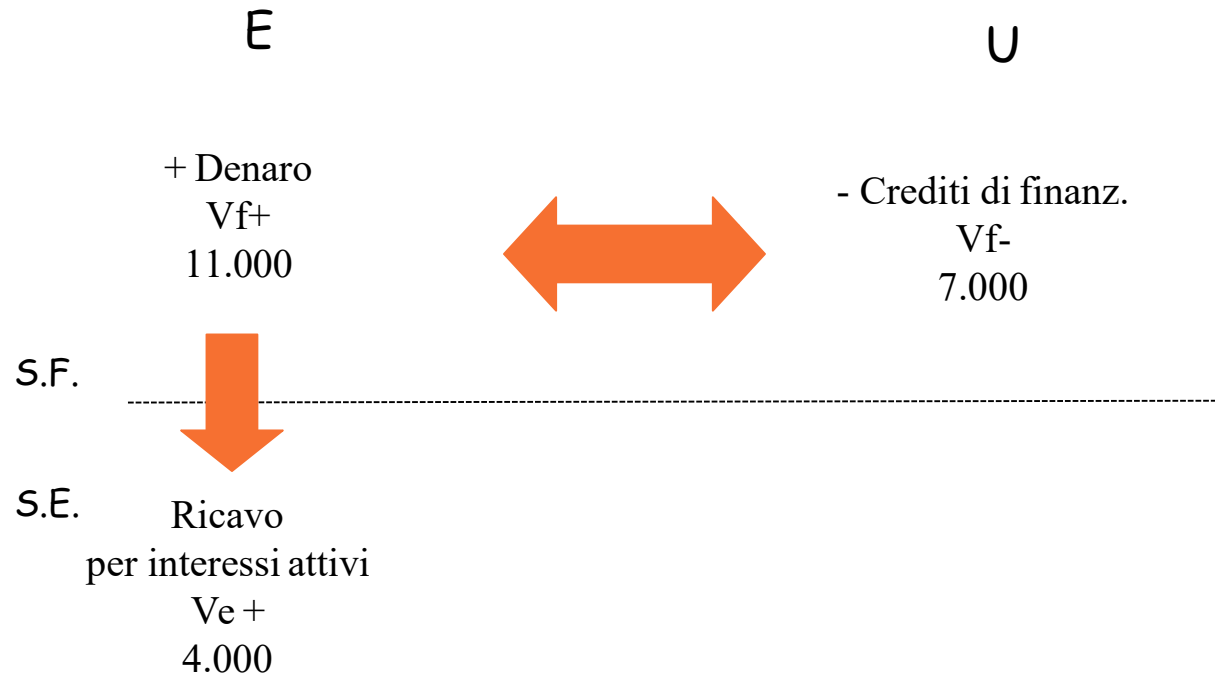 E
U
+ Denaro
Vf+
11.000
- Crediti di finanz.
Vf-
7.000
S.F.
S.E.
Ricavo
per interessi attivi
Ve +
4.000